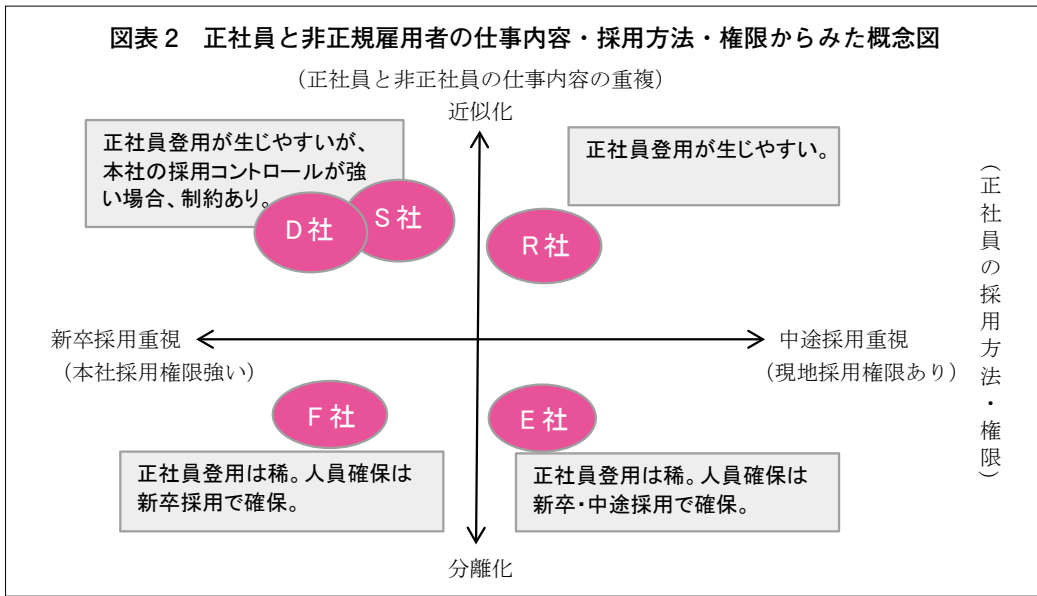 図表2 正社員と非正規雇用者の仕事内容・採用方法・権限からみた概念図
（正社員と非正社員の仕事内容の重複）
近似化
正社員登用が生じやすいが、
本社の採用コントロールが強
い場合、制約あり。
正社員登用が生じやすい。
D社
S社
R社
（正社員の採用方法・権限）
新卒採用重視
（本社採用権限強い）
中途採用重視
（現地採用権限あり）
F社
E社
正社員登用は稀。人員確保は
新卒採用で確保。
正社員登用は稀。人員確保は
新卒・中途採用で確保。
分離化